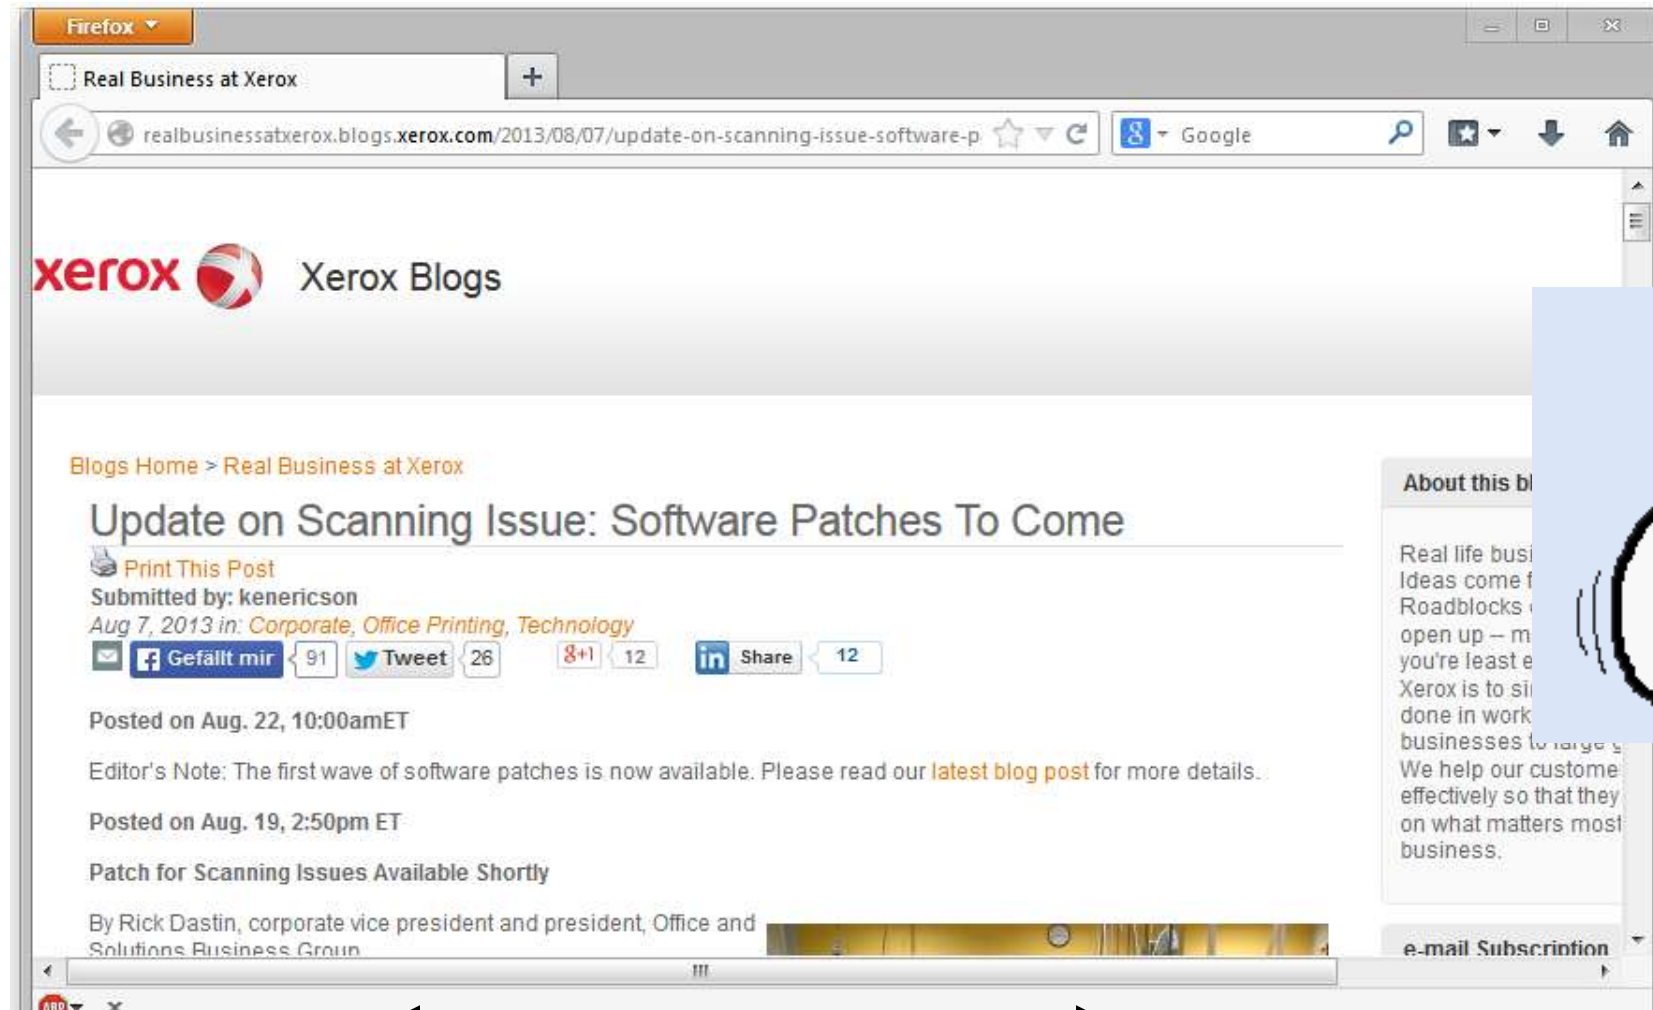 Firefox
Real Business at Xerox
realbusinessatxerox.blogs.xerox.com/2013/08/07/update-on-scanning-issue-software-p
Google
xerox Xerox Blogs
Blogs Home > Real Business at Xerox
Update on Scanning Issue: Software Patches To Come
Print This Post
Submitted by: kenericson
Aug 7, 2013 in: Corporate, Office Printing, Technology
Gefällt mir 91 Tweet 26 +1 12 Share 12
Posted on Aug. 22, 10:00amET
Editor's Note: The first wave of software patches is now available. Please read our latest blog post for more details.
Posted on Aug. 19, 2:50pm ET
Patch for Scanning Issues Available Shortly
By Rick Dastin, corporate vice president and president, Office and
Solutions Business Group
About this bl
Real life busi
Ideas come f
Roadblocks
open up – m
you're least e
Xerox is to si
done in work
businesses to large
We help our custome
effectively so that they
on what matters most
business.
e-mail Subscription
ABP